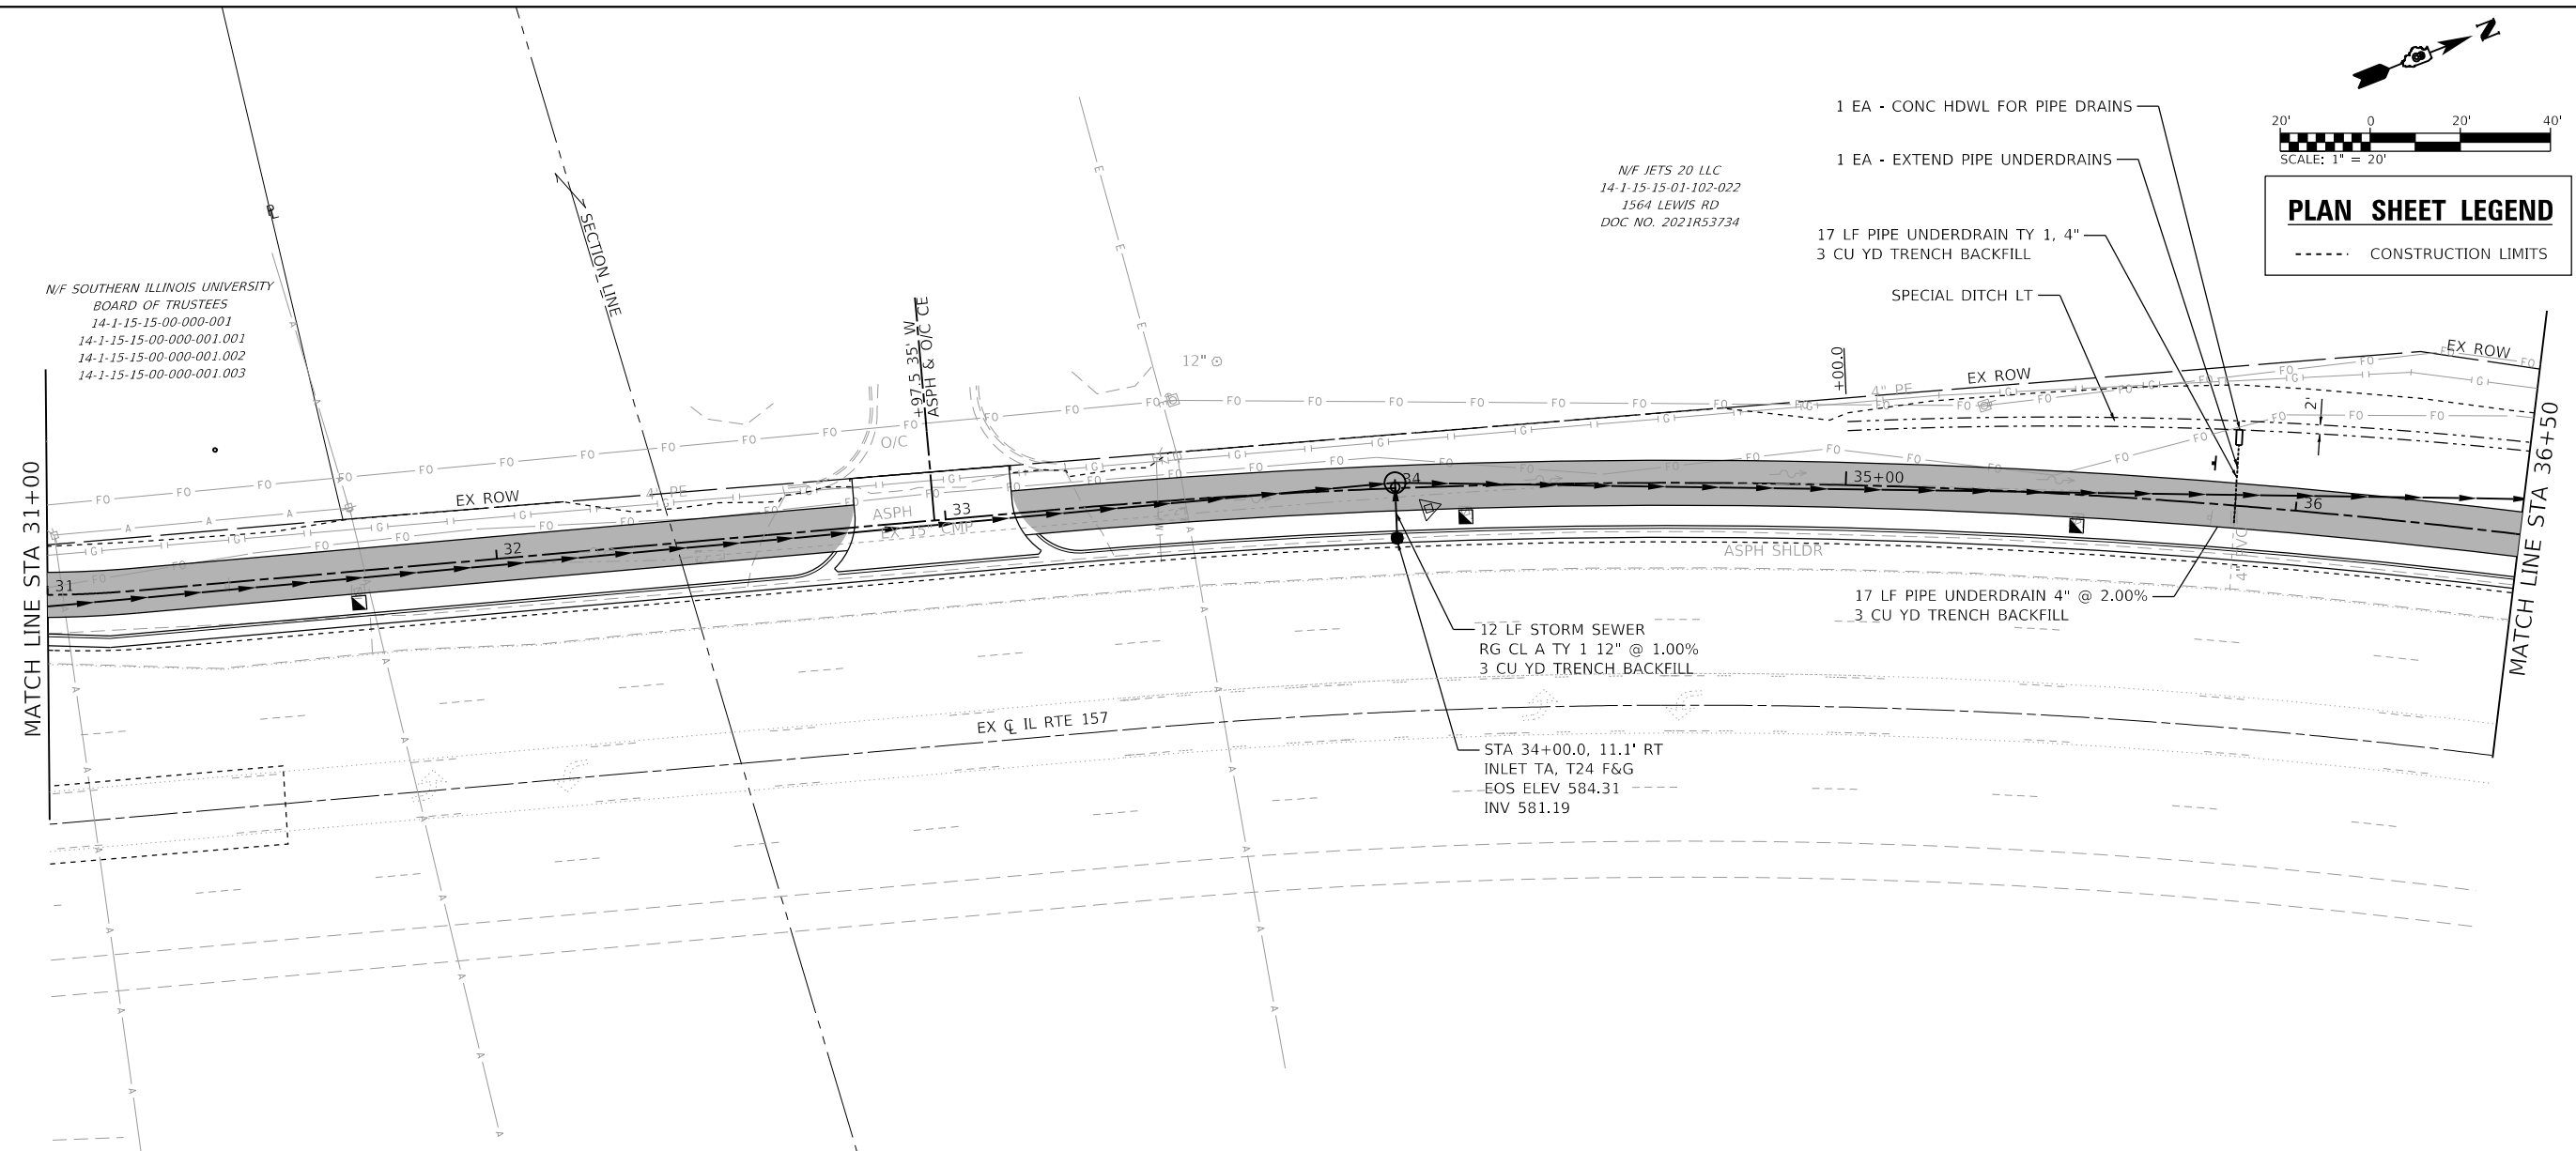 N
20' 0 20' 40'
SCALE: 1" = 20'
PLAN SHEET LEGEND
CONSTRUCTION LIMITS
1 EA - CONC HDWL FOR PIPE DRAINS
1 EA - EXTEND PIPE UNDERDRAINS
17 LF PIPE UNDERDRAIN TY 1, 4"
3 CU YD TRENCH BACKFILL
SPECIAL DITCH LT
N/F JETS 20 LLC
14-1-15-15-01-102-022
1564 LEWIS RD
DOC NO. 2021R53734
N/F SOUTHERN ILLINOIS UNIVERSITY
BOARD OF TRUSTEES
14-1-15-15-00-000-001
14-1-15-15-00-000-001.001
14-1-15-15-00-000-001.002
14-1-15-15-00-000-001.003
SECTION LINE
+97.5 35' W
ASPH & O/C CE
12"
O/C
+00.0
4" PE
EX ROW
EX ROW
2'
EX ROW
4" PE
ASPH
EX 15" CMP
31
32
33
34
35+00
36
ASPH SHLDR
4" PVC
MATCH LINE STA 31+00
MATCH LINE STA 36+50
17 LF PIPE UNDERDRAIN 4" @ 2.00%
3 CU YD TRENCH BACKFILL
12 LF STORM SEWER
RG CL A TY 1 12" @ 1.00%
3 CU YD TRENCH BACKFILL
EX CL IL RTE 157
STA 34+00.0, 11.1' RT
INLET TA, T24 F&G
EOS ELEV 584.31
INV 581.19